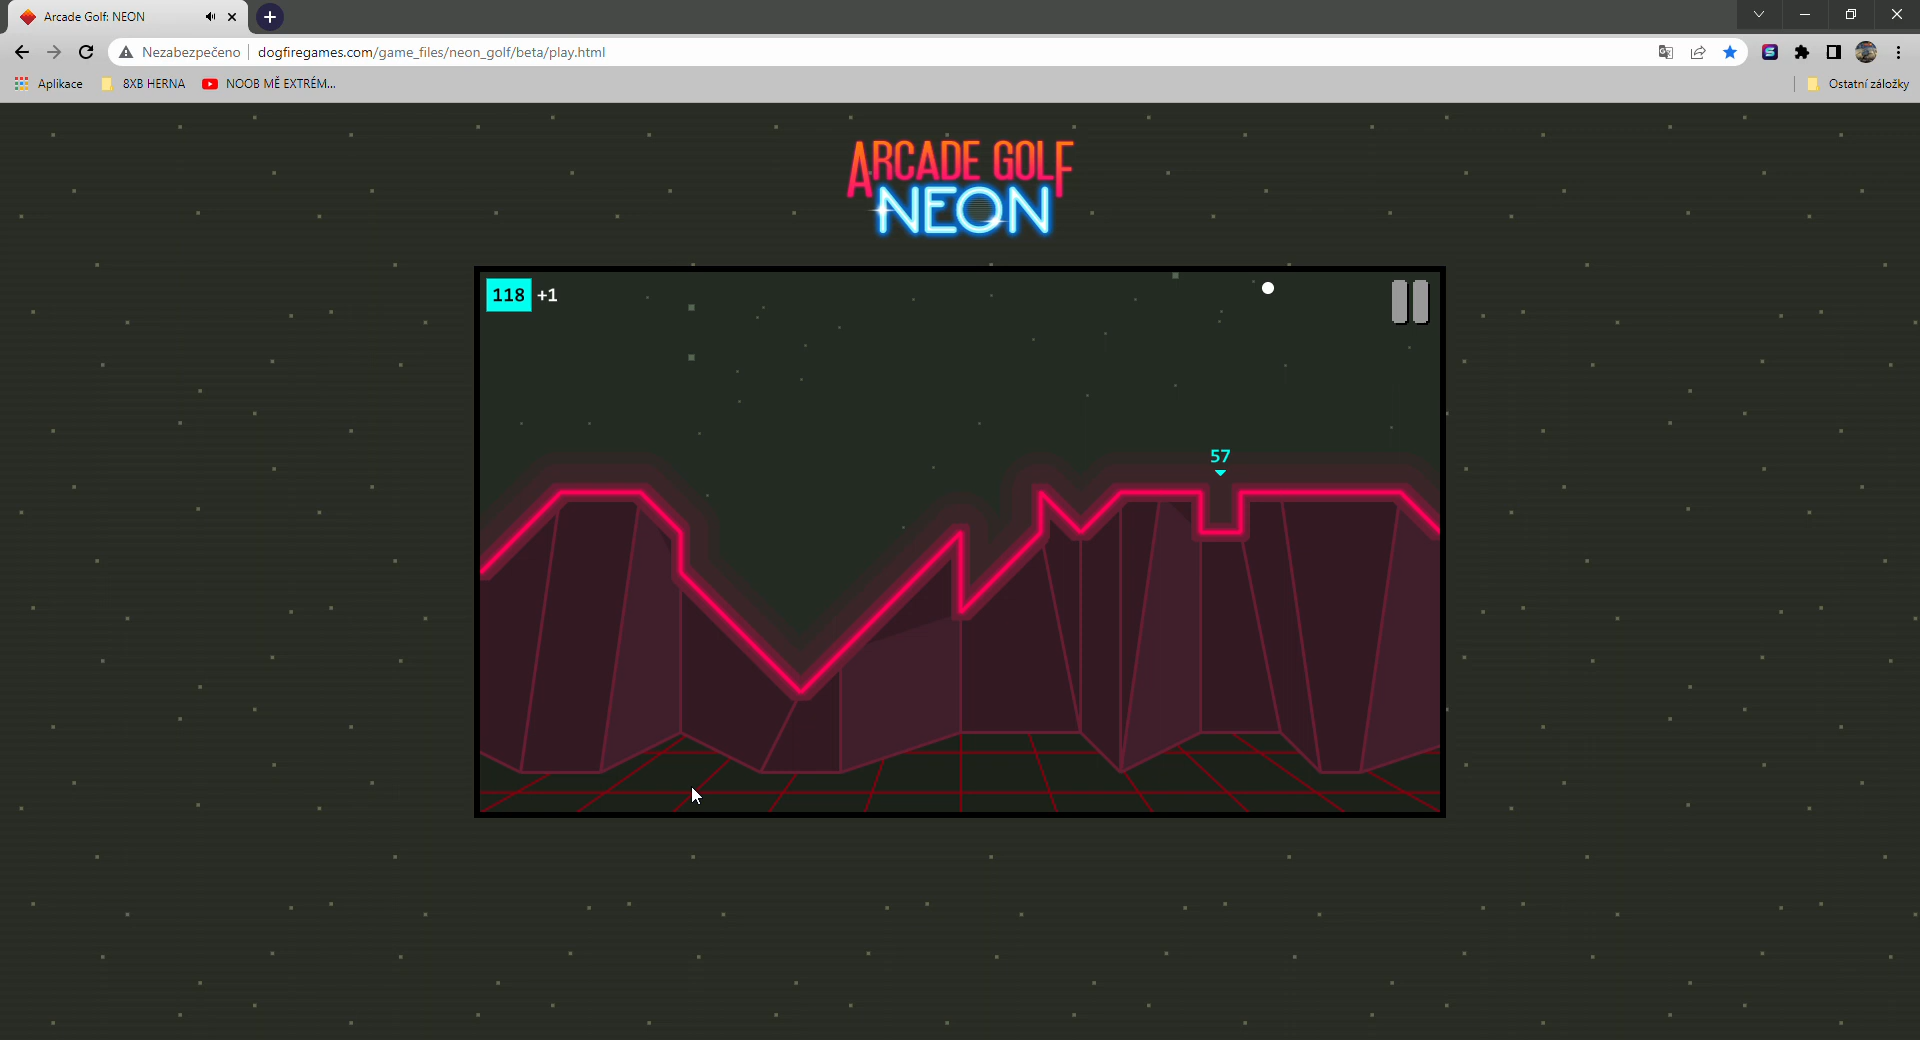 Arcade Golf: NEON
Nezabezpečeno dogfiregames.com/game_files/neon_golf/beta/play.html
Aplikace 8XB HERNA NOOB MĚ EXTRÉM... Ostatní záložky
ARCADE GOLF
NEON
118 +1
57